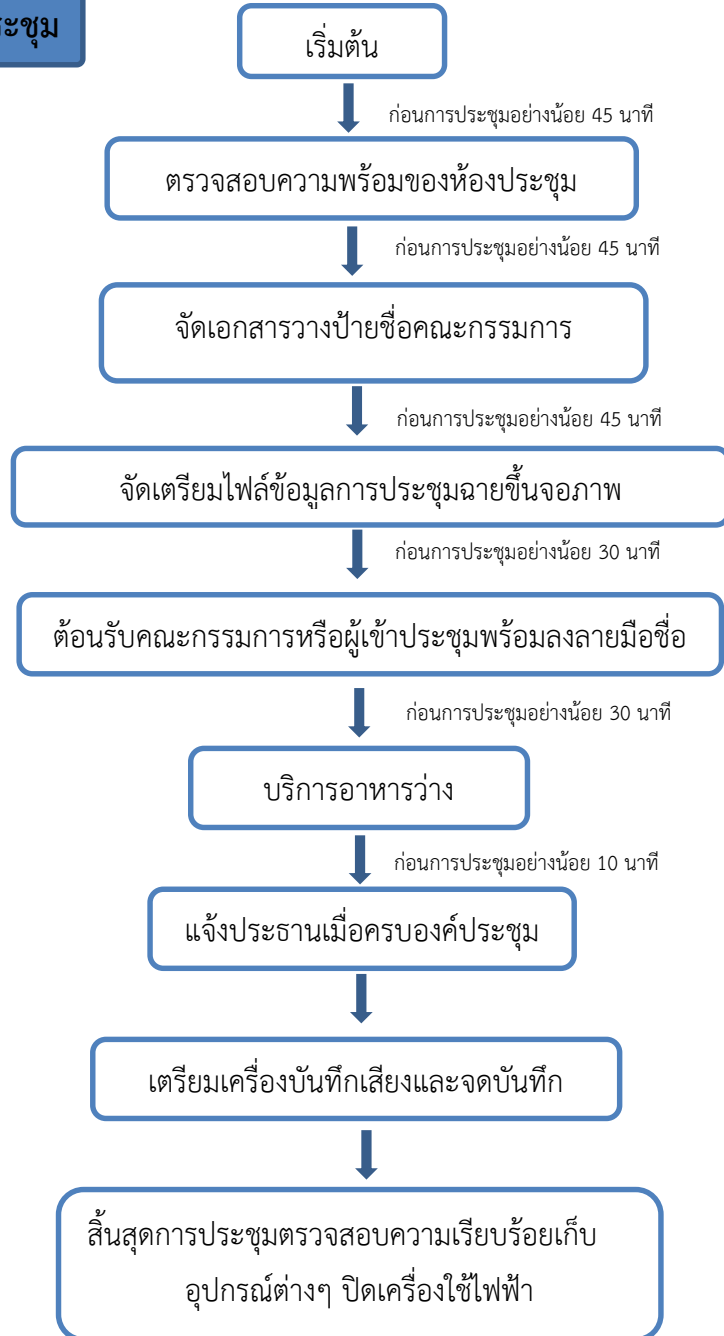 ระชุม
เริ่มต้น
ก่อนการประชุมอย่างน้อย 45 นาที
ตรวจสอบความพร้อมของห้องประชุม
ก่อนการประชุมอย่างน้อย 45 นาที
จัดเอกสารวางป้ายชื่อคณะกรรมการ
ก่อนการประชุมอย่างน้อย 45 นาที
จัดเตรียมไฟล์ข้อมูลการประชุมฉายขึ้นจอภาพ
ก่อนการประชุมอย่างน้อย 30 นาที
ต้อนรับคณะกรรมการหรือผู้เข้าประชุมพร้อมลงลายมือชื่อ
ก่อนการประชุมอย่างน้อย 30 นาที
บริการอาหารว่าง
ก่อนการประชุมอย่างน้อย 10 นาที
แจ้งประธานเมื่อครบองค์ประชุม
เตรียมเครื่องบันทึกเสียงและจดบันทึก
สิ้นสุดการประชุมตรวจสอบความเรียบร้อยเก็บ
อุปกรณ์ต่างๆ ปิดเครื่องใช้ไฟฟ้า